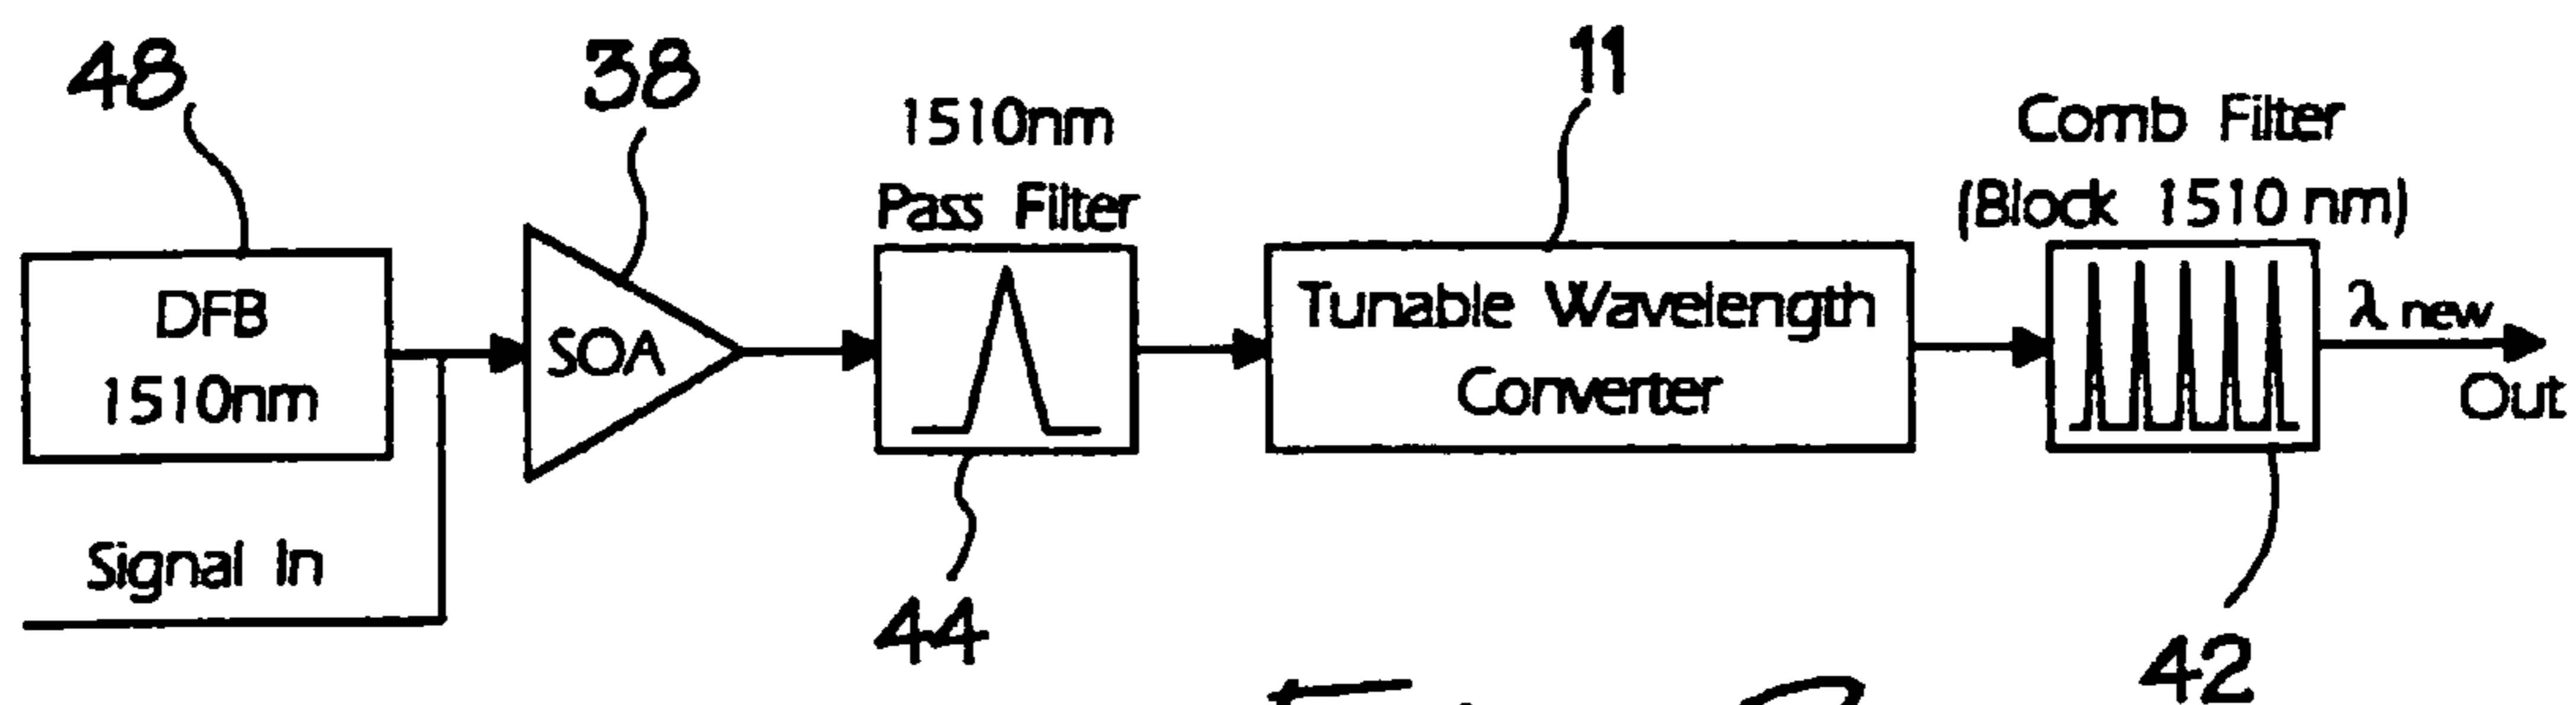 48
38
11
1510nm
Pass Filter
Comb Filter
(Block 1510 nm)
DFB
1510nm
SOA
Tunable Wavelength
Converter
λ new
Out
Signal In
44
42